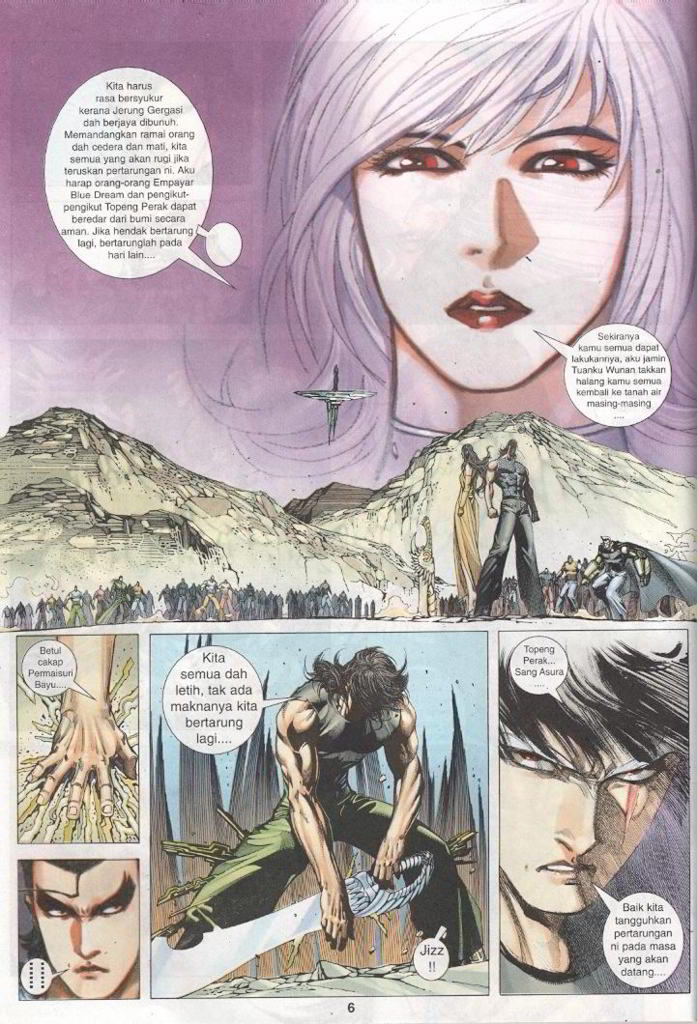 Kita harus
rasa bersyukur
kerana Jerung Gergasi
dah berjaya dibunuh.
Memandangkan ramai orang
dah cedera dan mati, kita
semua yang akan rugi jika
teruskan pertarungan ni. Aku
harap orang-orang Empayar
Blue Dream dan pengikut-
pengikut Topeng Perak dapat
beredar dari bumi secara
aman. Jika hendak bertarung
lagi, bertarunglah pada
hari lain....
Sekiranya
kamu semua dapat
lakukannya, aku jamin
Tuanku Wunan takkan
halang kamu semua
kembali ke tanah air
masing-masing
....
Betul
cakap
Permaisuri
Bayu....
Kita
semua dah
letih, tak ada
maknanya kita
bertarung
lagi....
Jizz
!!
Topeng
Perak...
Sang Asura
....
Baik kita
tangguhkan
pertarungan
ni pada masa
yang akan
datang....
6